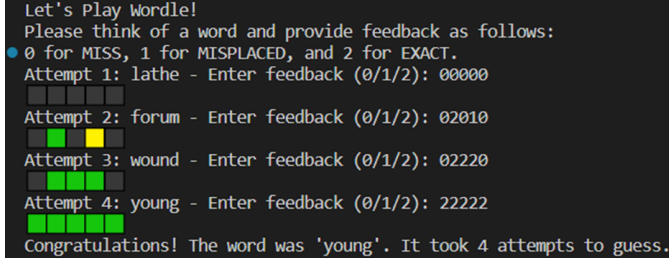 Let's Play Wordle!
Please think of a word and provide feedback as follows:
0 for MISS, 1 for MISPLACED, and 2 for EXACT.
Attempt 1: lathe - Enter feedback (0/1/2): 00000
Attempt 2: forum - Enter feedback (0/1/2): 02010
Attempt 3: wound - Enter feedback (0/1/2): 02220
Attempt 4: young - Enter feedback (0/1/2): 22222
Congratulations! The word was 'young'. It took 4 attempts to guess.